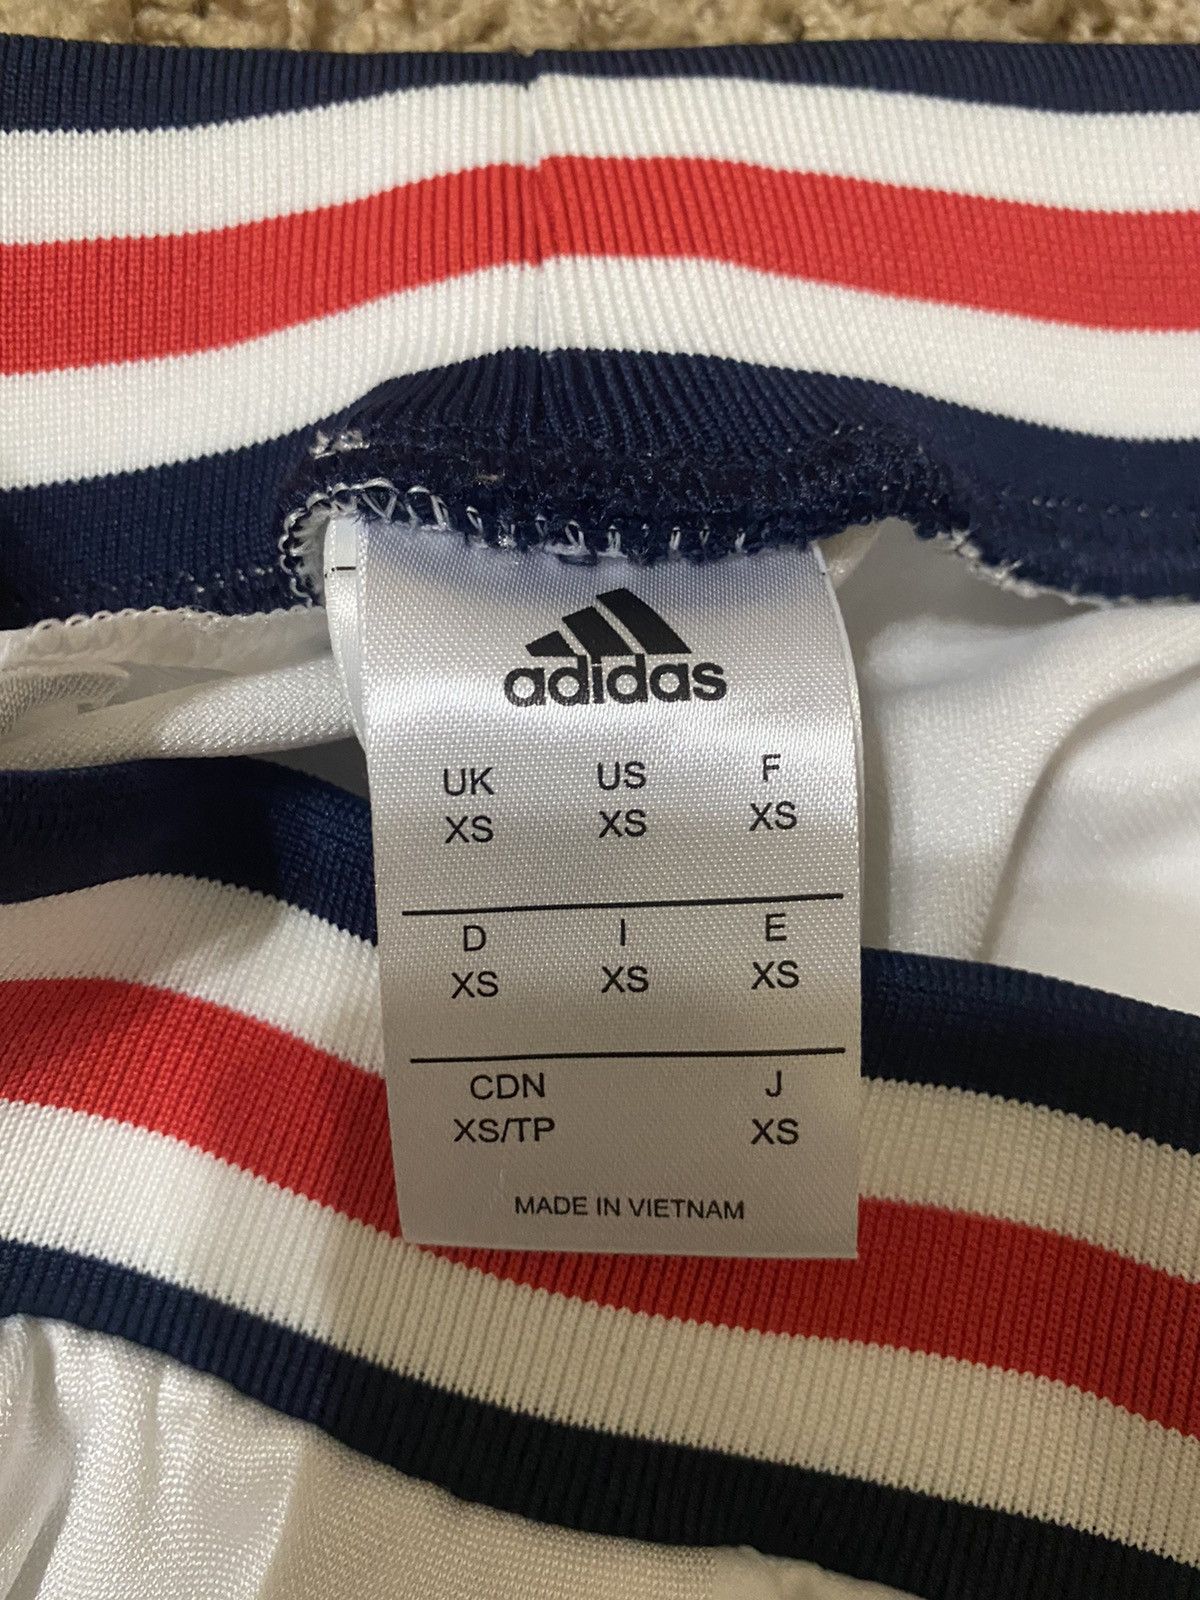 adidas
UK US F
XS XS XS
D I E
XS XS XS
CDN J
XS/TP XS
MADE IN VIETNAM